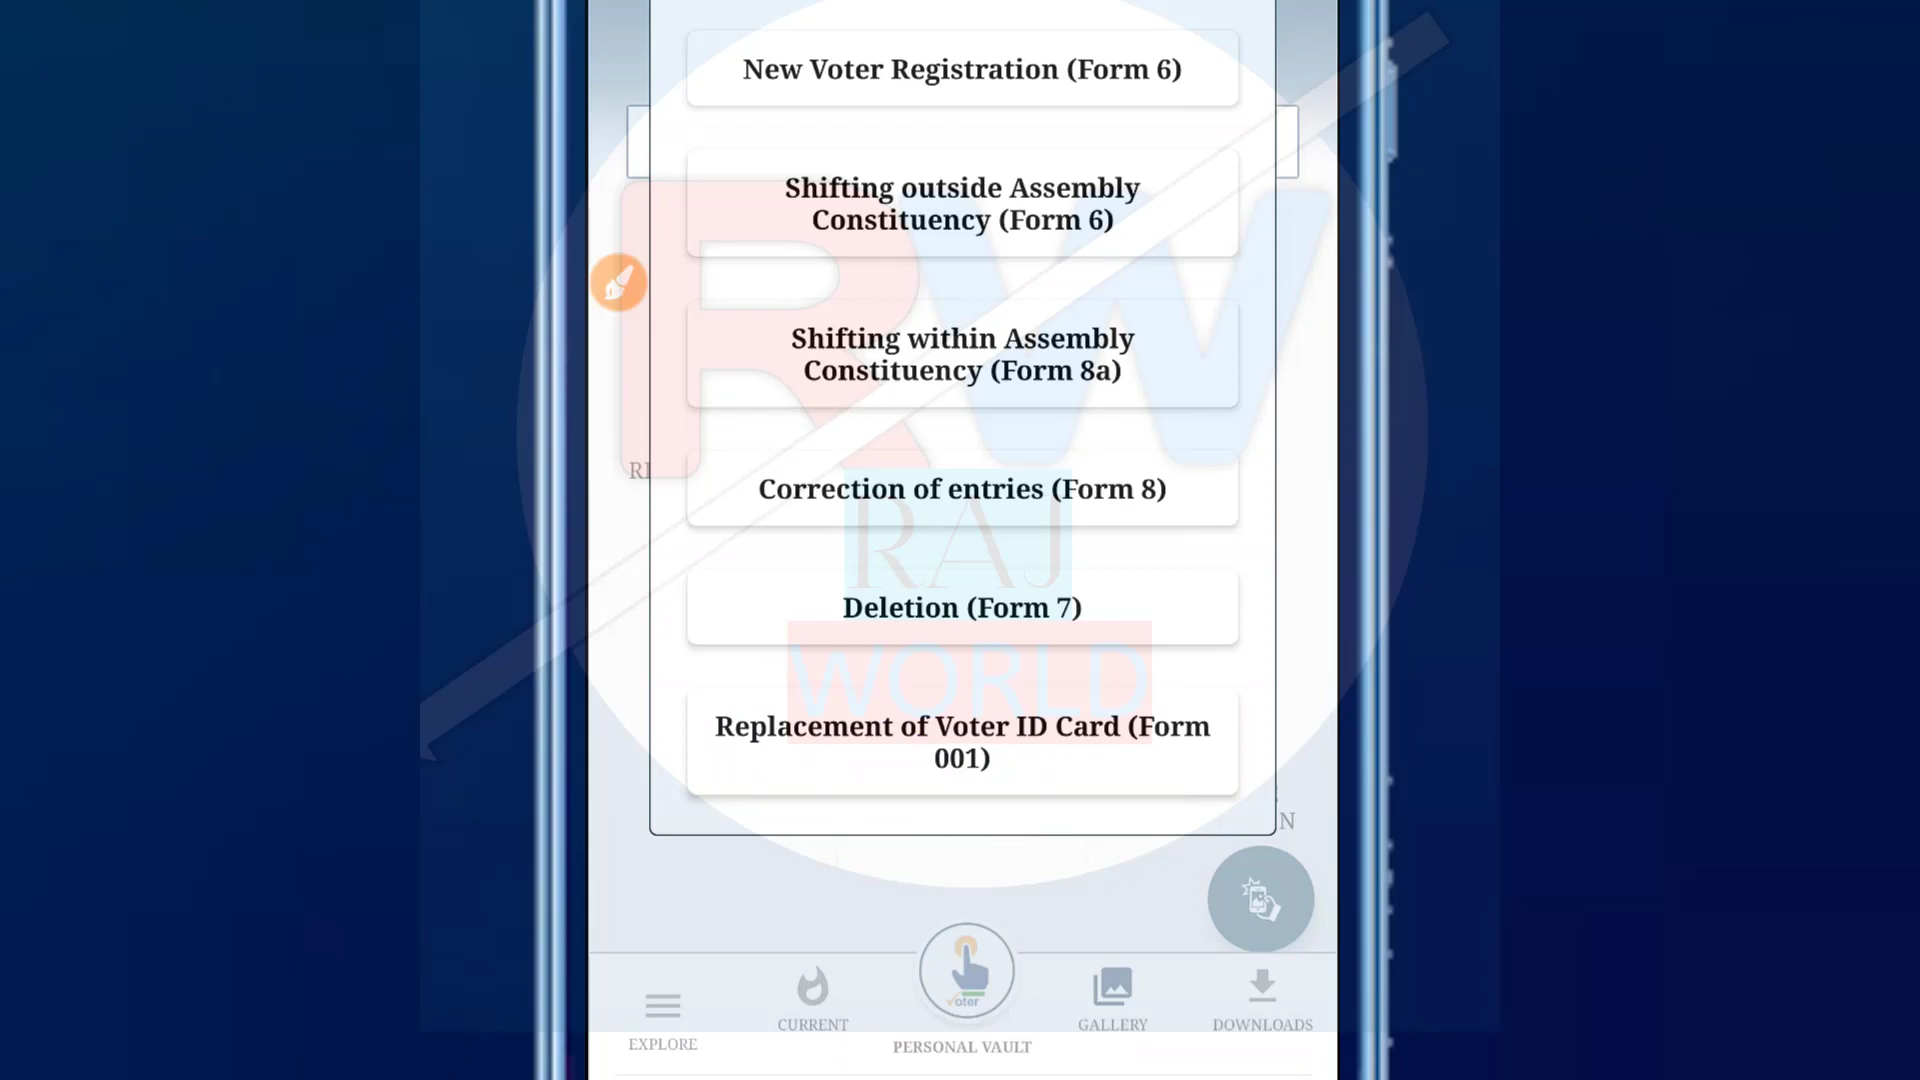 New Voter Registration (Form 6)
Shifting outside Assembly
Constituency (Form 6)
Shifting within Assembly
Constituency (Form 8a)
Correction of entries (Form 8)
RAJ
Deletion (Form 7)
WORLD
Replacement of Voter ID Card (Form
001)
RW
Voter
EXPLORE
CURRENT
PERSONAL VAULT
GALLERY
DOWNLOADS